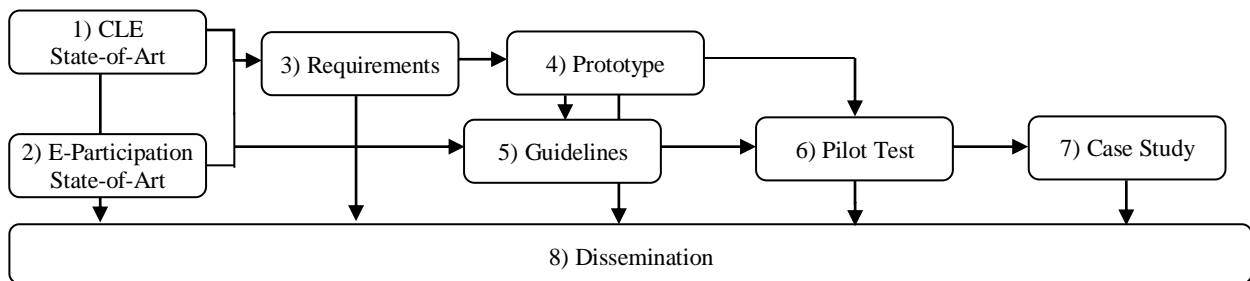 1) CLE
State-of-Art
2) E-Participation
State-of-Art
3) Requirements
4) Prototype
5) Guidelines
6) Pilot Test
7) Case Study
8) Dissemination